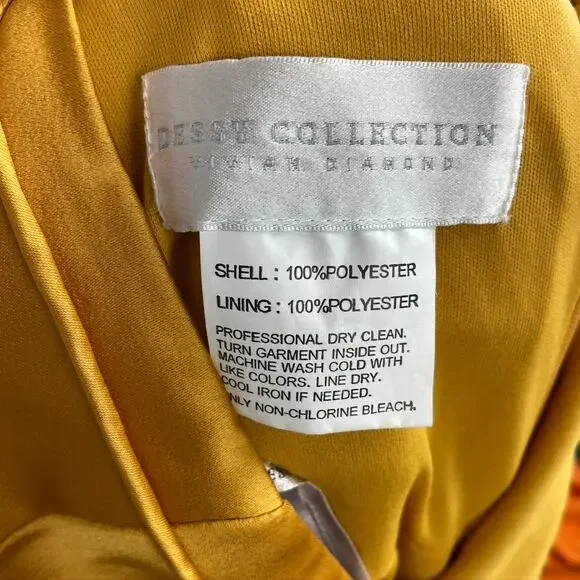 DESSY COLLECTION
VIVIAN DIAMOND
SHELL : 100%POLYESTER
LINING : 100%POLYESTER
PROFESSIONAL DRY CLEAN.
TURN GARMENT INSIDE OUT.
MACHINE WASH COLD WITH
LIKE COLORS. LINE DRY.
COOL IRON IF NEEDED.
ONLY NON-CHLORINE BLEACH.